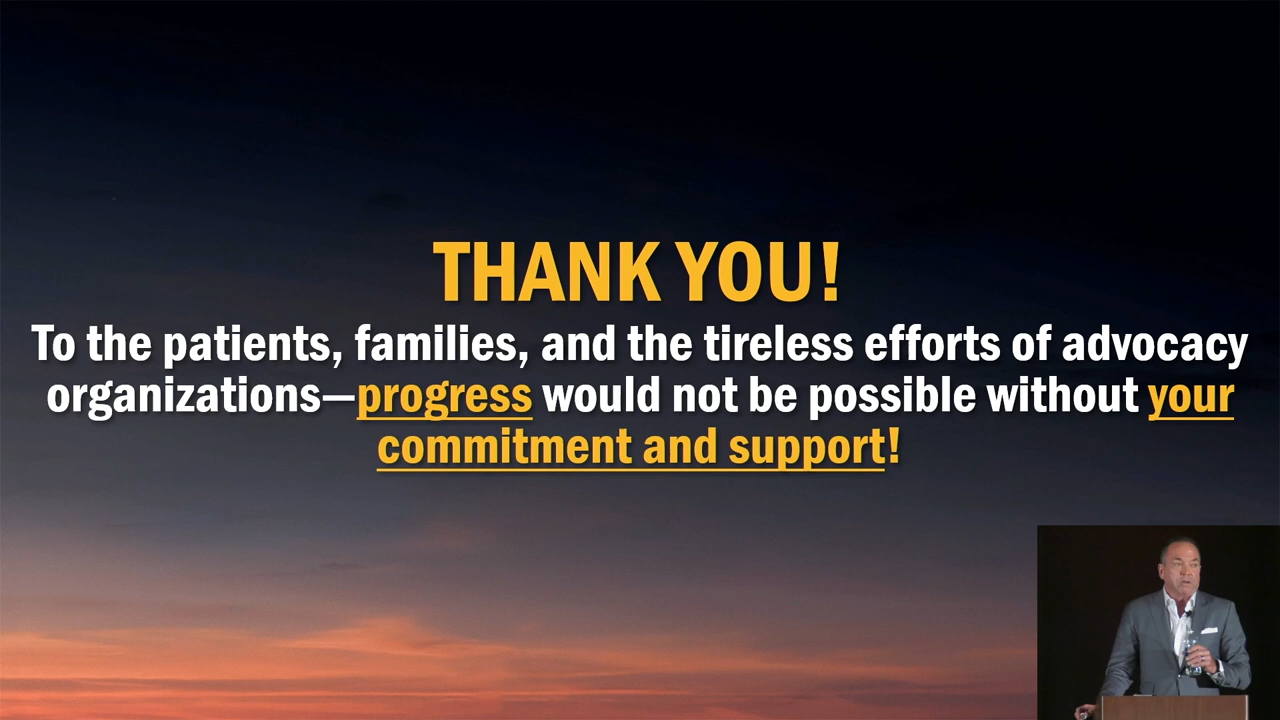 THANK YOU!
To the patients, families, and the tireless efforts of advocacy
organizations—progress would not be possible without your
commitment and support!